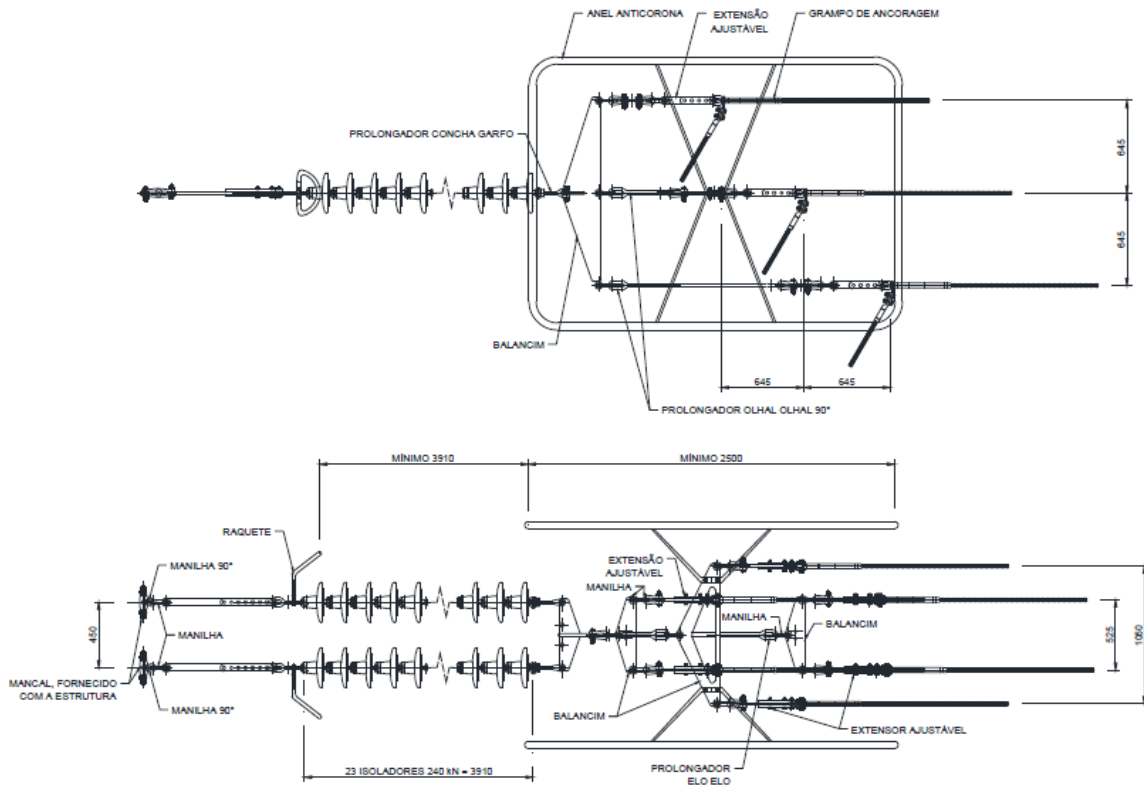 ANEL ANTICORONA
EXTENSÃO
AJUSTÁVEL
GRAMPO DE ANCORAGEM
PROLONGADOR CONCHA GARFO
645
645
BALANCIM
645
645
PROLONGADOR OLHAL OLHAL 90°
MÍNIMO 3910
MÍNIMO 2500
RAQUETE
MANILHA 90°
EXTENSÃO
AJUSTÁVEL
MANILHA
450
MANILHA
MANILHA
BALANCIM
525
1050
MANCAL, FORNECIDO
COM A ESTRUTURA
MANILHA 90°
BALANCIM
EXTENSOR AJUSTÁVEL
23 ISOLADORES 240 kN = 3910
PROLONGADOR
ELO ELO